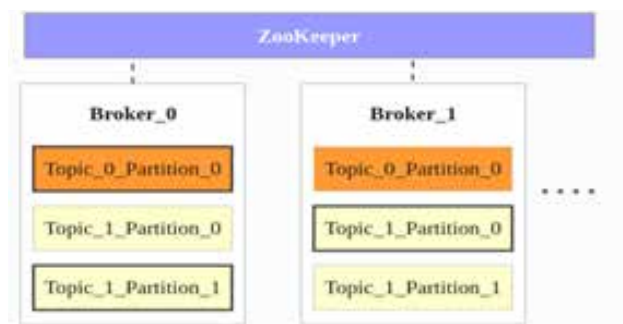 ZooKeeper
Broker_0
Topic_0_Partition_0
Topic_1_Partition_0
Topic_1_Partition_1
Broker_1
Topic_0_Partition_0
Topic_1_Partition_0
Topic_1_Partition_1
....